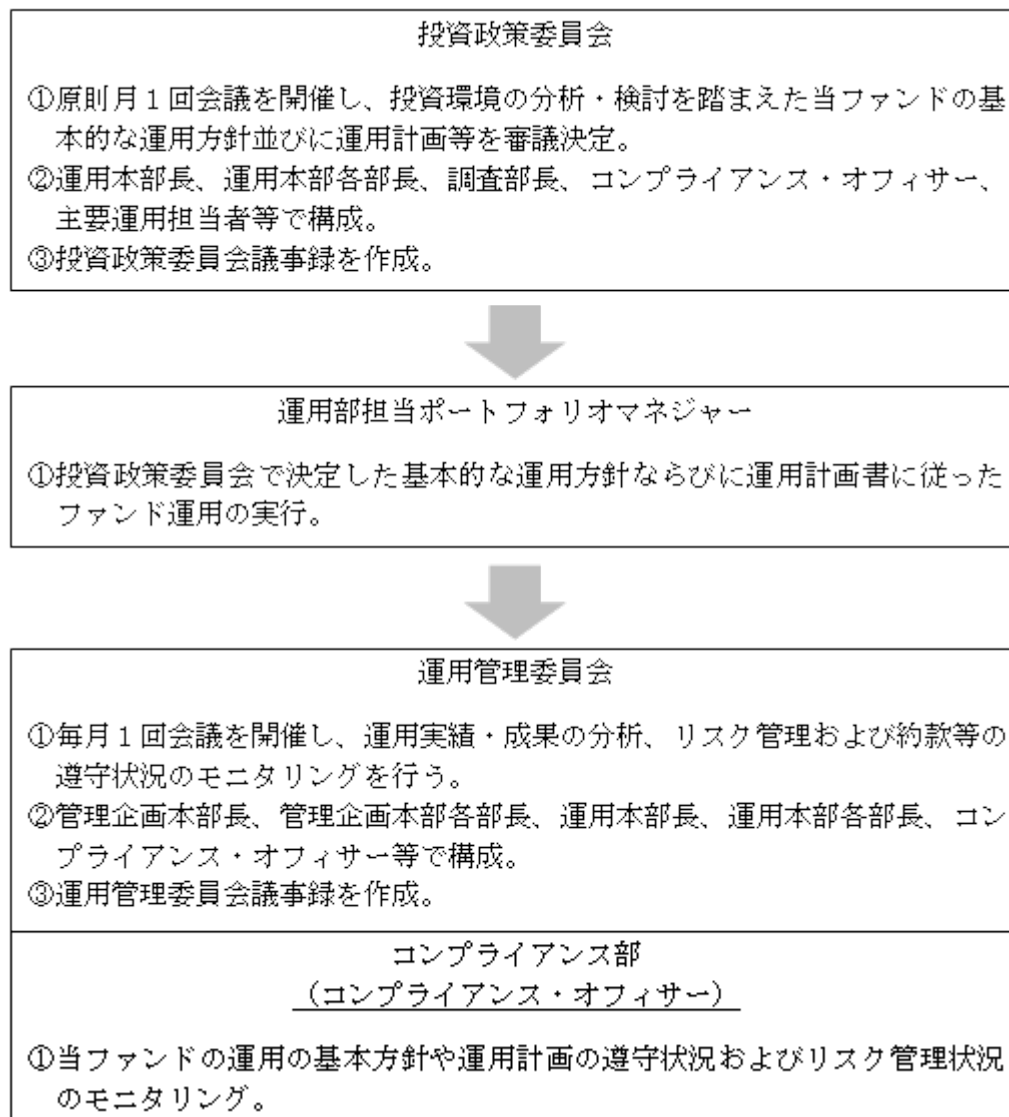 投資政策委員会
①原則月１回会議を開催し、投資環境の分析・検討を踏まえた当ファンドの基
本的な運用方針並びに運用計画等を審議決定。
②運用本部長、運用本部各部長、調査部長、コンプライアンス・オフィサー、
主要運用担当者等で構成。
③投資政策委員会議事録を作成。
運用部担当ポートフォリオマネジャー
①投資政策委員会で決定した基本的な運用方針ならびに運用計画書に従った
ファンド運用の実行。
運用管理委員会
①毎月１回会議を開催し、運用実績・成果の分析、リスク管理および約款等の
遵守状況のモニタリングを行う。
②管理企画本部長、管理企画本部各部長、運用本部長、運用本部各部長、コン
プライアンス・オフィサー等で構成。
③運用管理委員会議事録を作成。
コンプライアンス部
（コンプライアンス・オフィサー）
①当ファンドの運用の基本方針や運用計画の遵守状況およびリスク管理状況
のモニタリング。